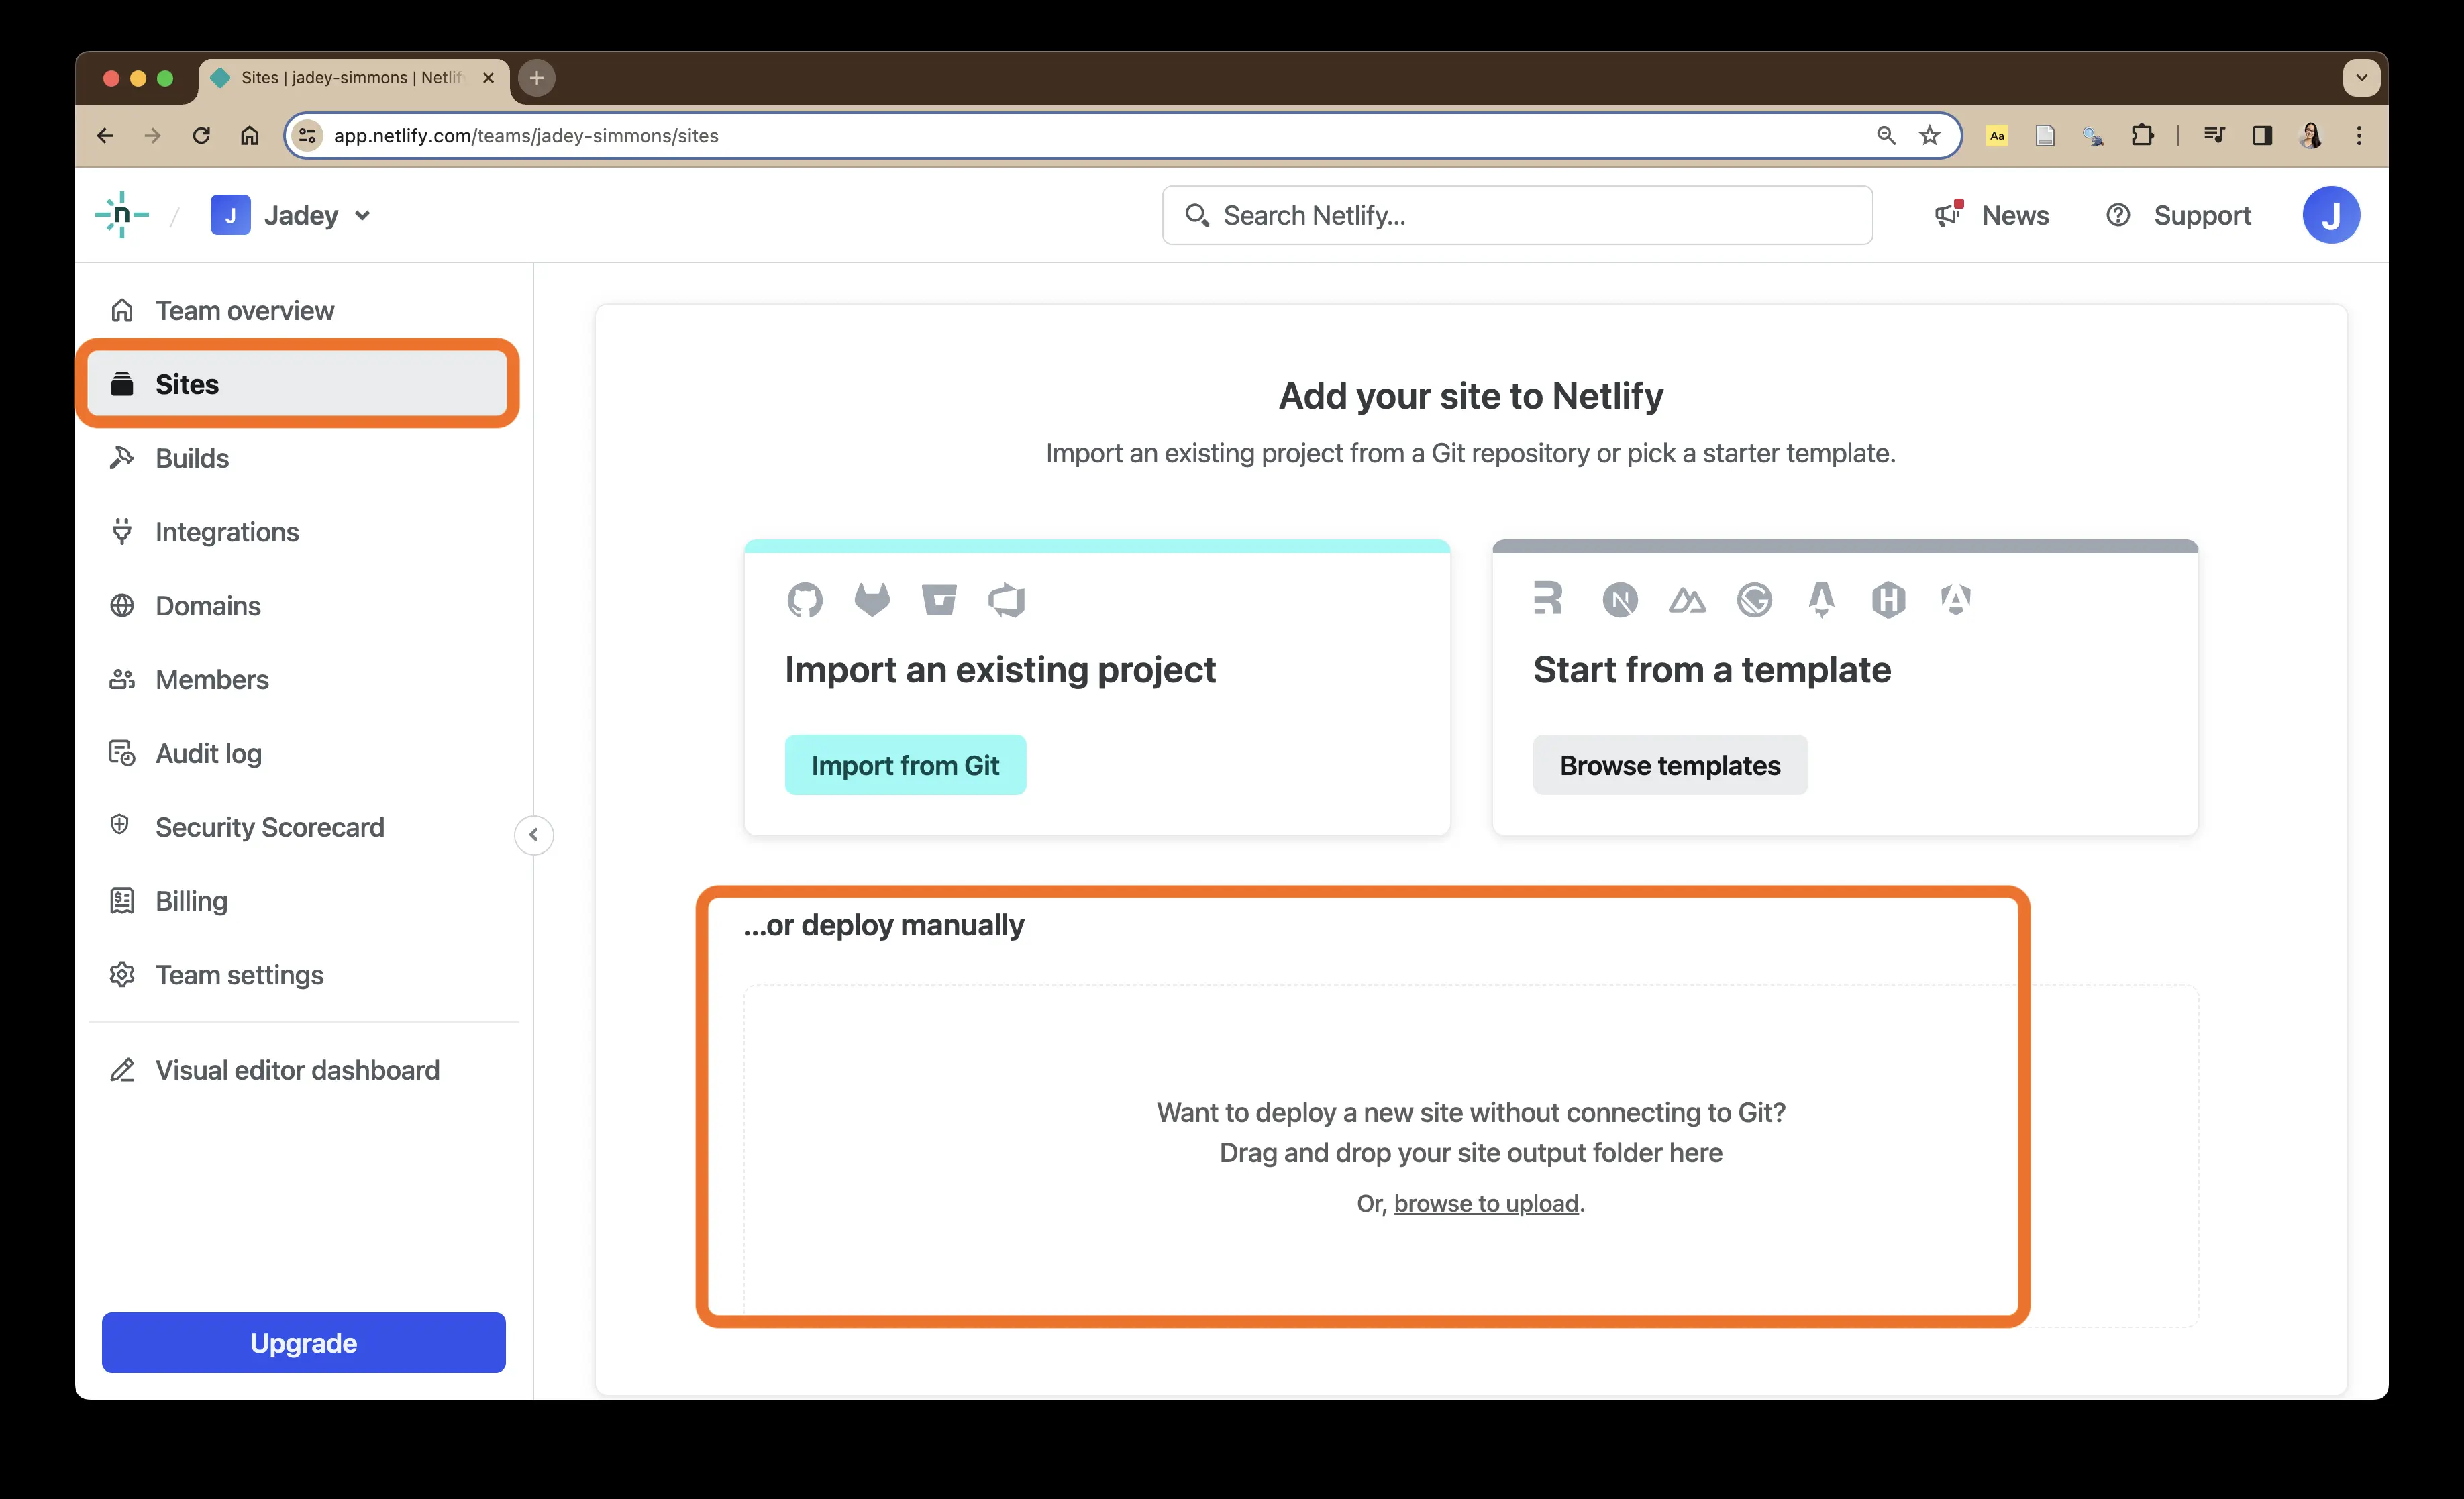 Sites | jadey-simmons | Netlify
app.netlify.com/teams/jadey-simmons/sites
Aa
n
J
Jadey
Search Netlify...
News
Support
J
Team overview
Sites
Builds
Integrations
Domains
Members
Audit log
Security Scorecard
Billing
Team settings
Visual editor dashboard
Upgrade
Add your site to Netlify
Import an existing project from a Git repository or pick a starter template.
Import an existing project
Import from Git
Start from a template
Browse templates
...or deploy manually
Want to deploy a new site without connecting to Git?
Drag and drop your site output folder here
Or, browse to upload.